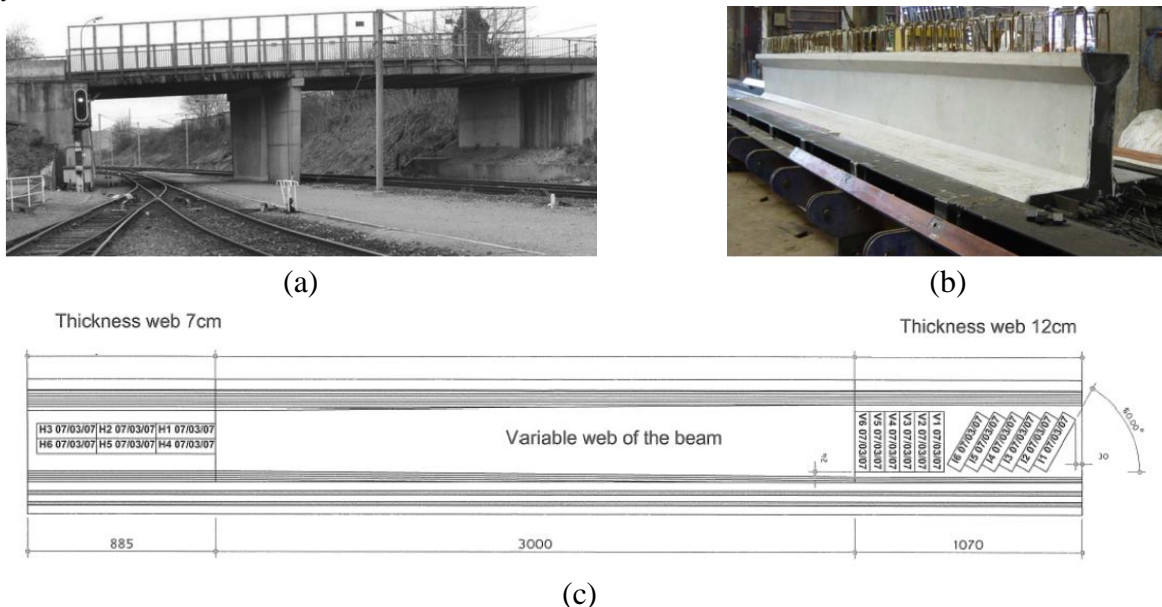 (a)
(b)
Thickness web 7cm
Thickness web 12cm
H3 07/03/07 H2 07/03/07 H1 07/03/07
H6 07/03/07 H5 07/03/07 H4 07/03/07
Variable web of the beam
V6 07/03/07
V5 07/03/07
V4 07/03/07
V3 07/03/07
V2 07/03/07
V1 07/03/07
I6 07/03/07
I5 07/03/07
I4 07/03/07
I3 07/03/07
I2 07/03/07
I1 07/03/07
60.00°
885
3000
1070
(c)